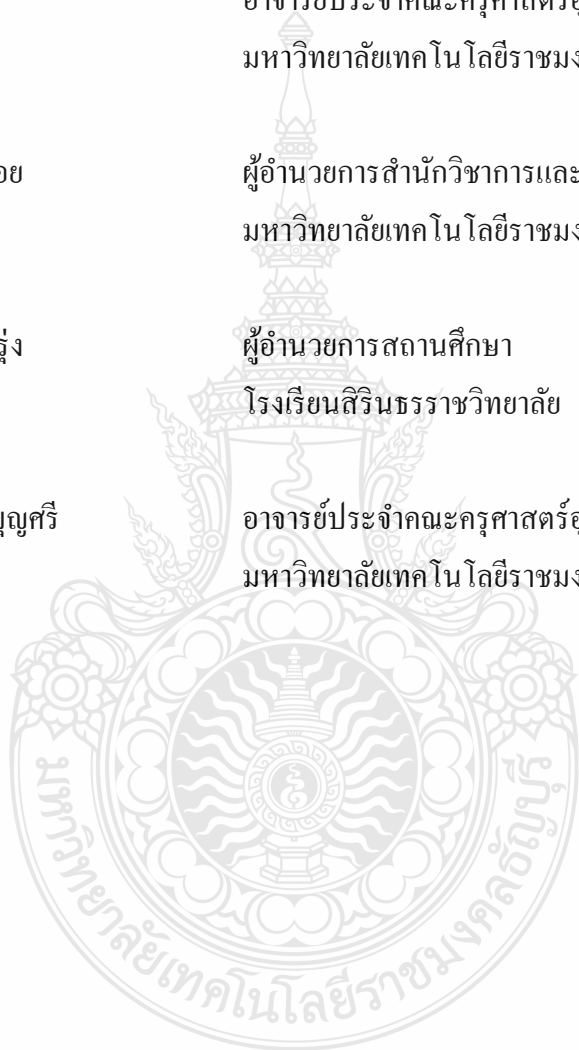 มหาวิทยาลัยเทคโนโลยีราชมง
ผู้อำนวยการสำนักวิชาการและ
มหาวิทยาลัยเทคโนโลยีราชมง
ผู้อำนวยการสถานศึกษา
โรงเรียนสิรินธรราชวิทยาลัย
อาจารย์ประจำคณะครุศาสตร์อุ
มหาวิทยาลัยเทคโนโลยีราชมง
มหาวิทยาลัยเทคโนโลยีราชมงคลธัญบุรี